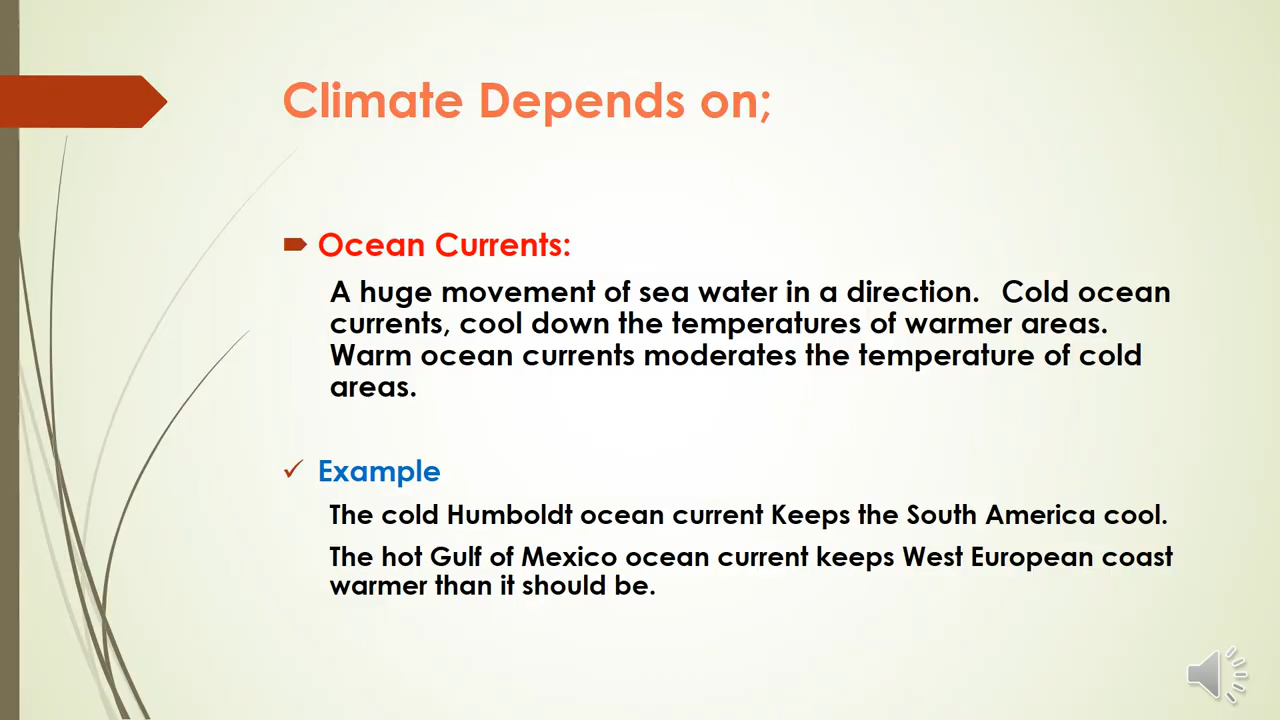 Climate Depends on;
Ocean Currents:
A huge movement of sea water in a direction. Cold ocean
currents, cool down the temperatures of warmer areas.
Warm ocean currents moderates the temperature of cold
areas.
Example
The cold Humboldt ocean current Keeps the South America cool.
The hot Gulf of Mexico ocean current keeps West European coast
warmer than it should be.